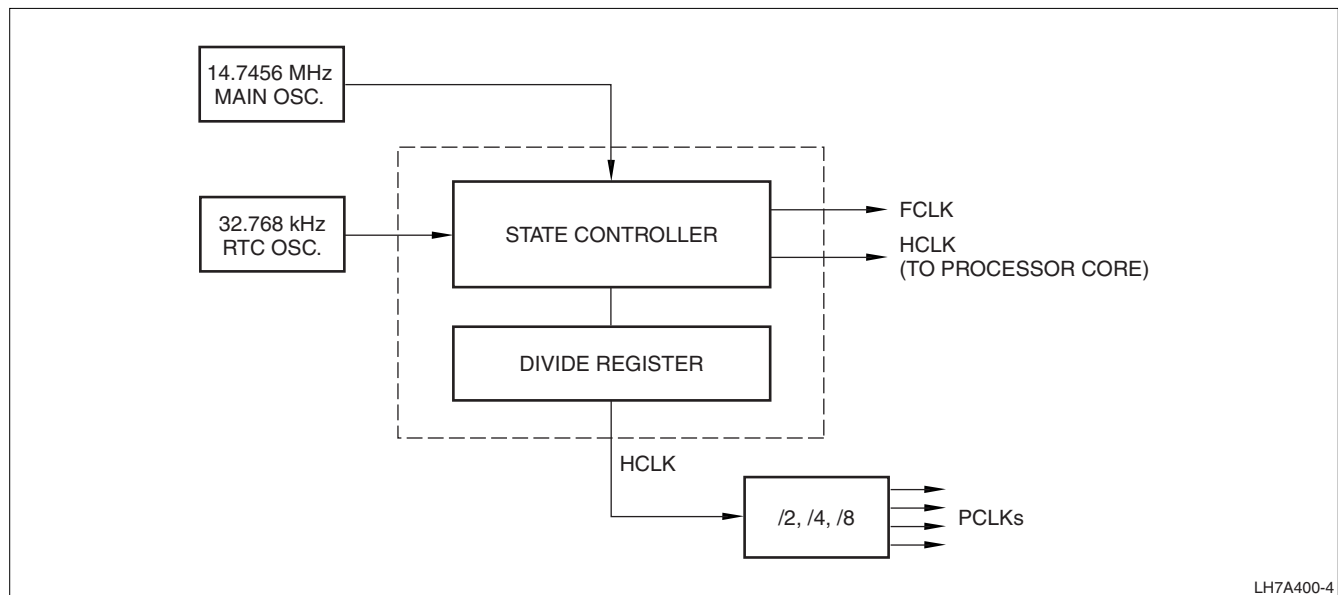 14.7456 MHz
MAIN OSC.
32.768 kHz
RTC OSC.
STATE CONTROLLER
FCLK
HCLK
(TO PROCESSOR CORE)
DIVIDE REGISTER
HCLK
/2, /4, /8
PCLKs
LH7A400-4